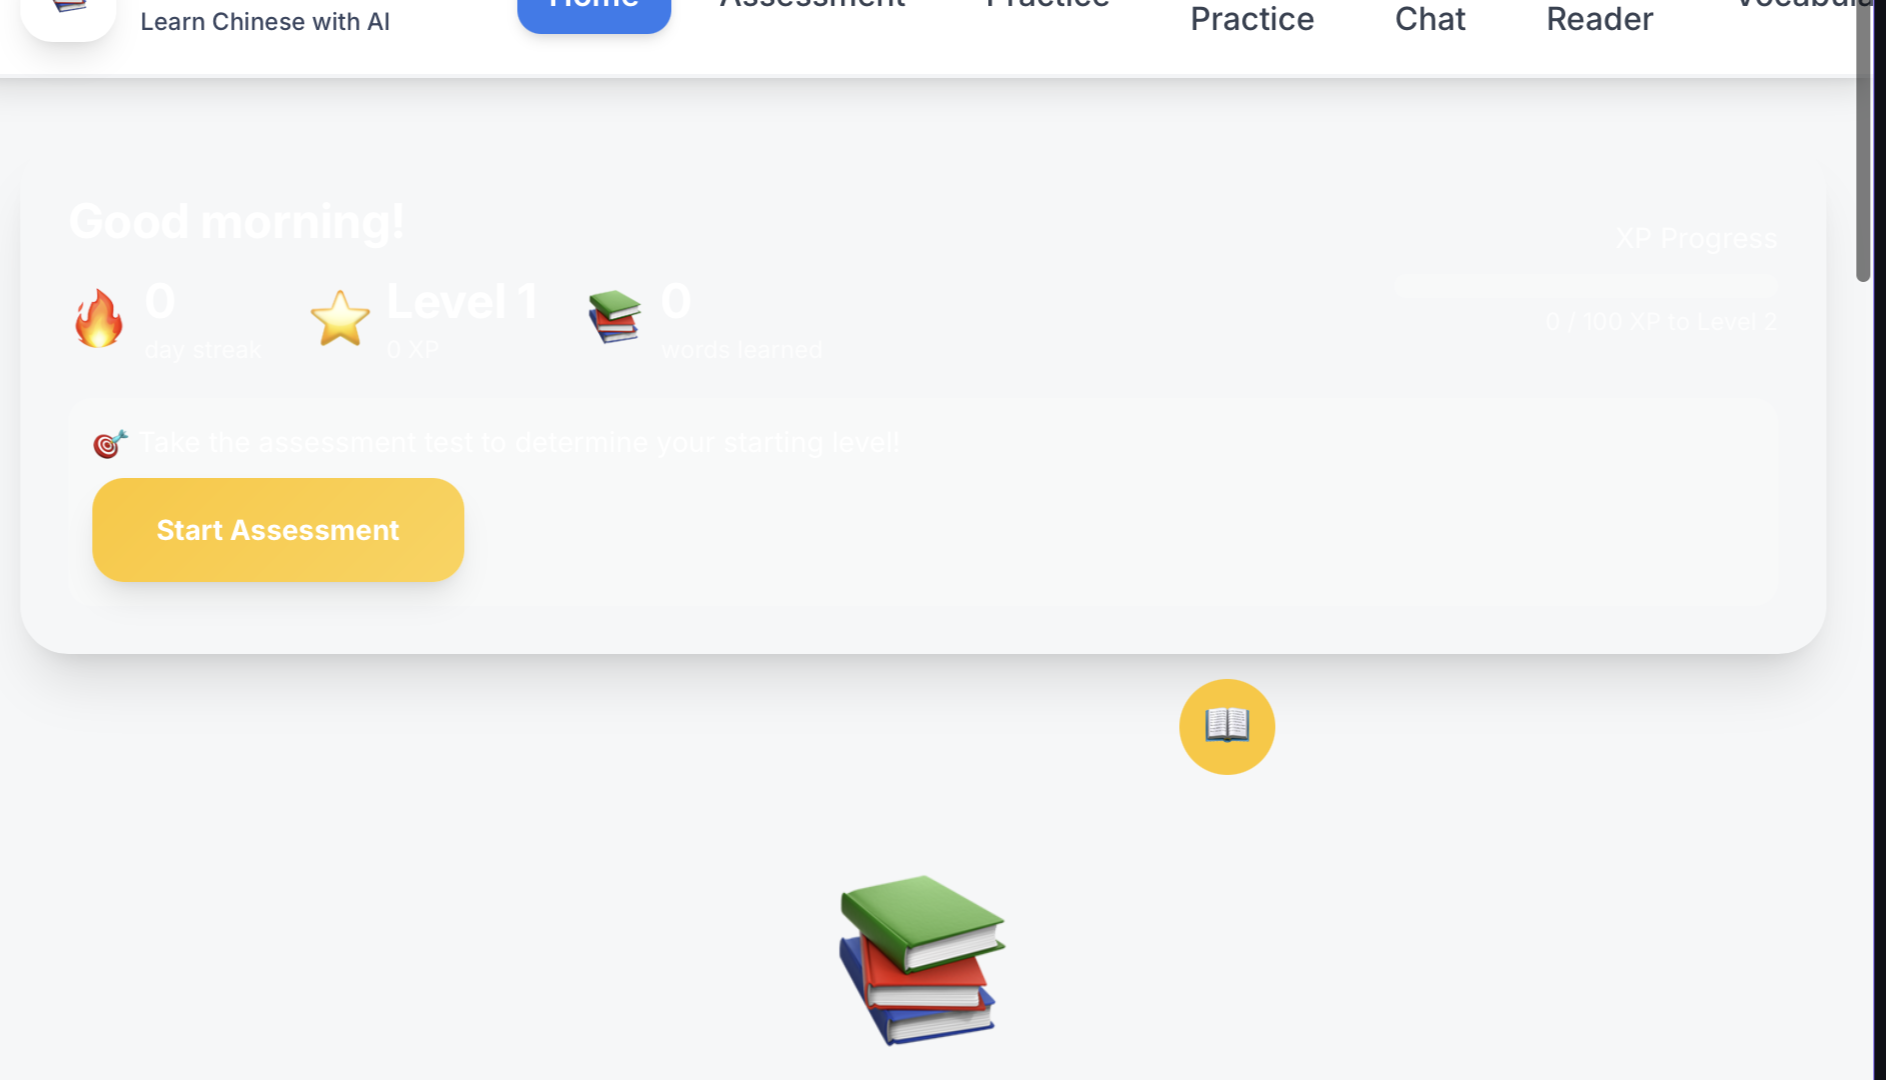 Learn Chinese with AI
Home
Assessment
Practice
Practice
Chat
Reader
Good morning!
XP Progress
0
day streak
Level 1
0 XP
0
words learned
0 / 100 XP to Level 2
🎯 Take the assessment test to determine your starting level!
Start Assessment